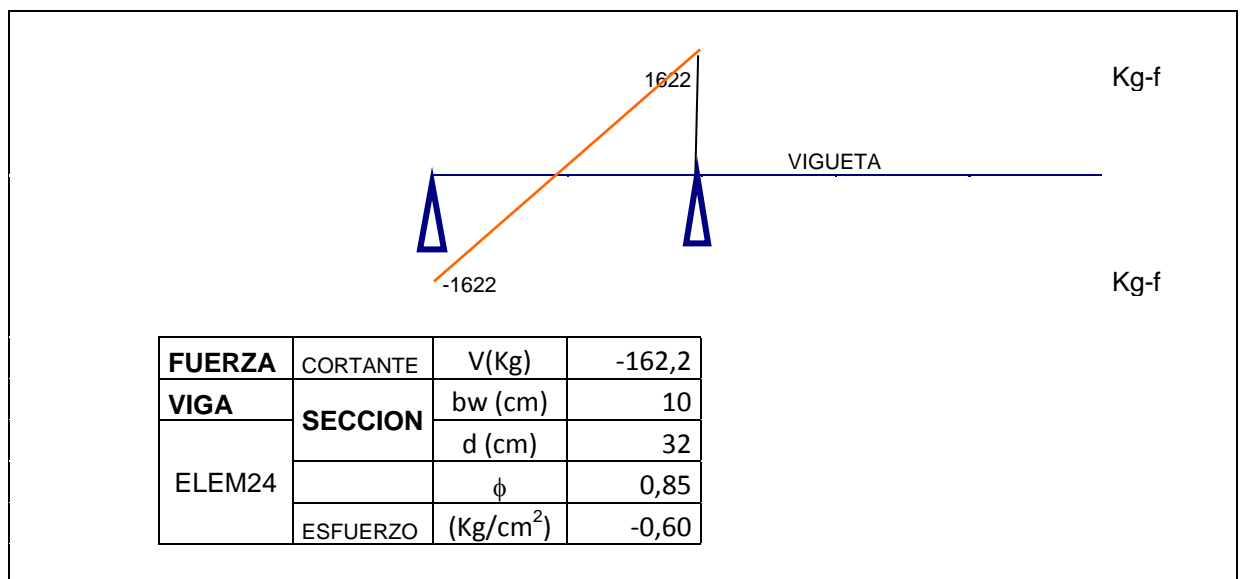 1622
Kg-f
VIGUETA
-1622
Kg-f
FUERZA CORTANTE V(Kg) -162,2
VIGA SECCION bw (cm) 10
d (cm) 32
ELEM24 ϕ 0,85
ESFUERZO (Kg/cm²) -0,60